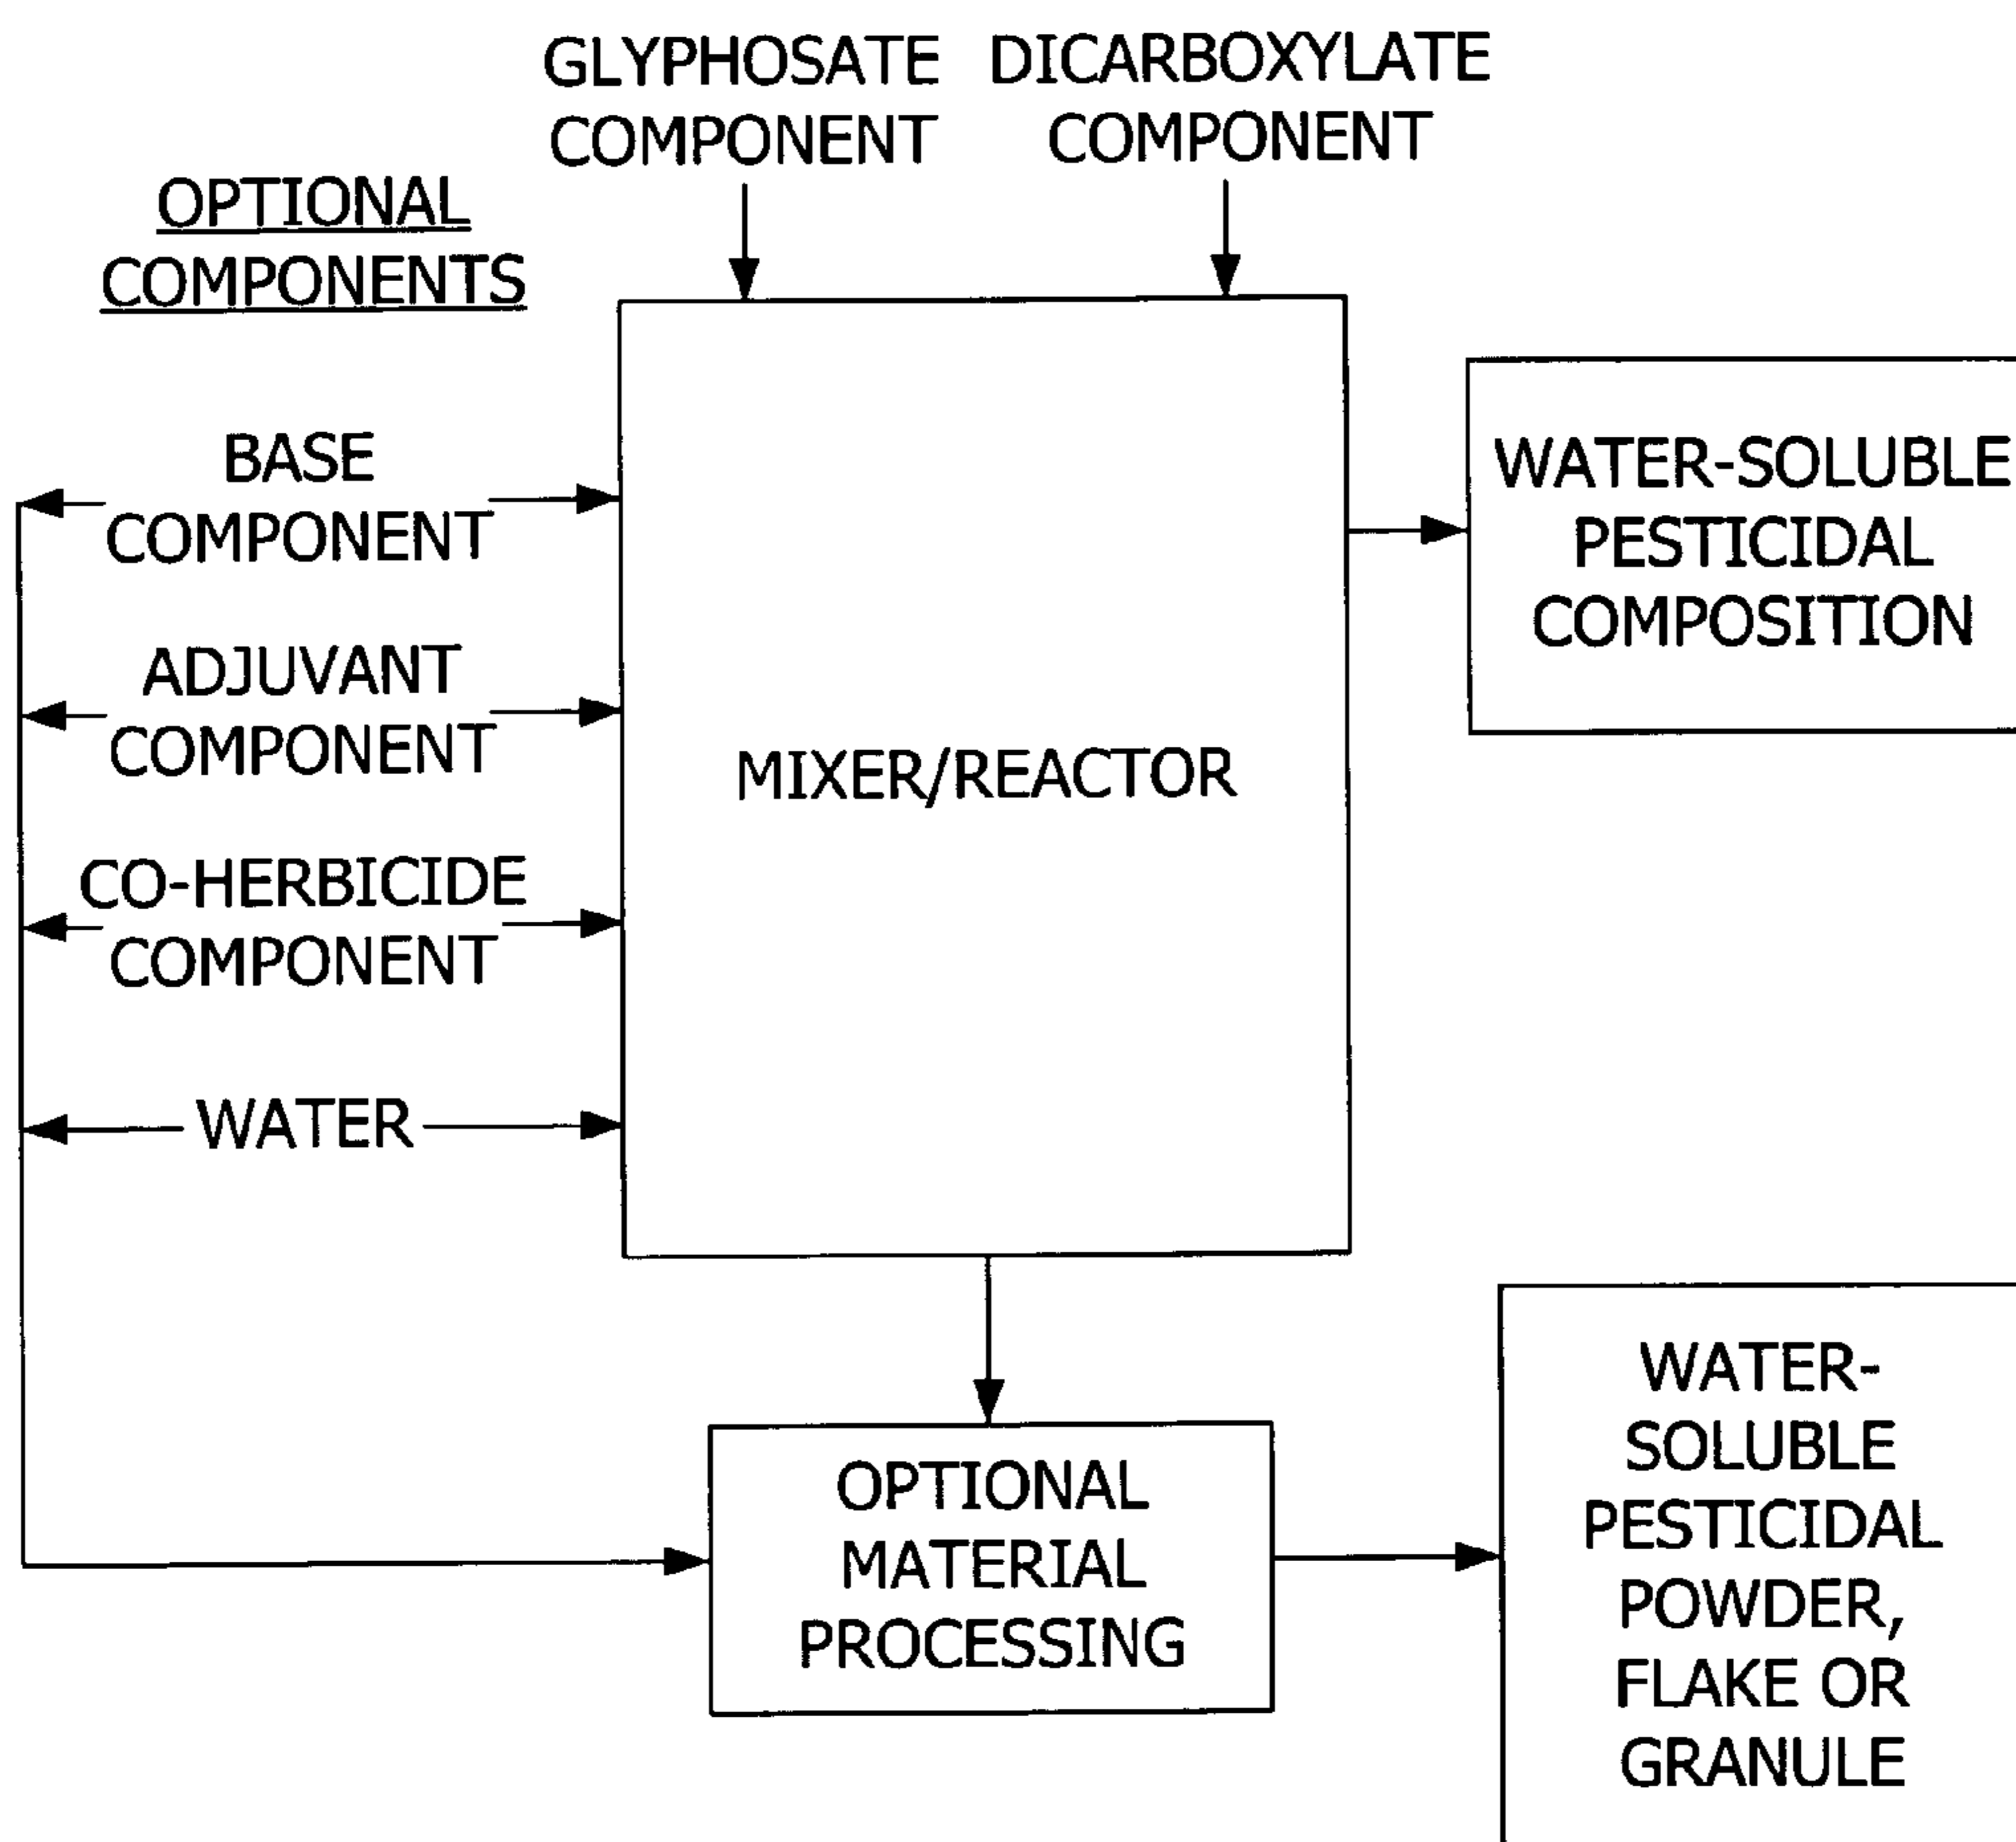 GLYPHOSATE
COMPONENT
DICARBOXYLATE
COMPONENT
OPTIONAL
COMPONENTS
BASE
COMPONENT
ADJUVANT
COMPONENT
CO-HERBICIDE
COMPONENT
WATER
MIXER/REACTOR
WATER-SOLUBLE
PESTICIDAL
COMPOSITION
OPTIONAL
MATERIAL
PROCESSING
WATER-
SOLUBLE
PESTICIDAL
POWDER,
FLAKE OR
GRANULE